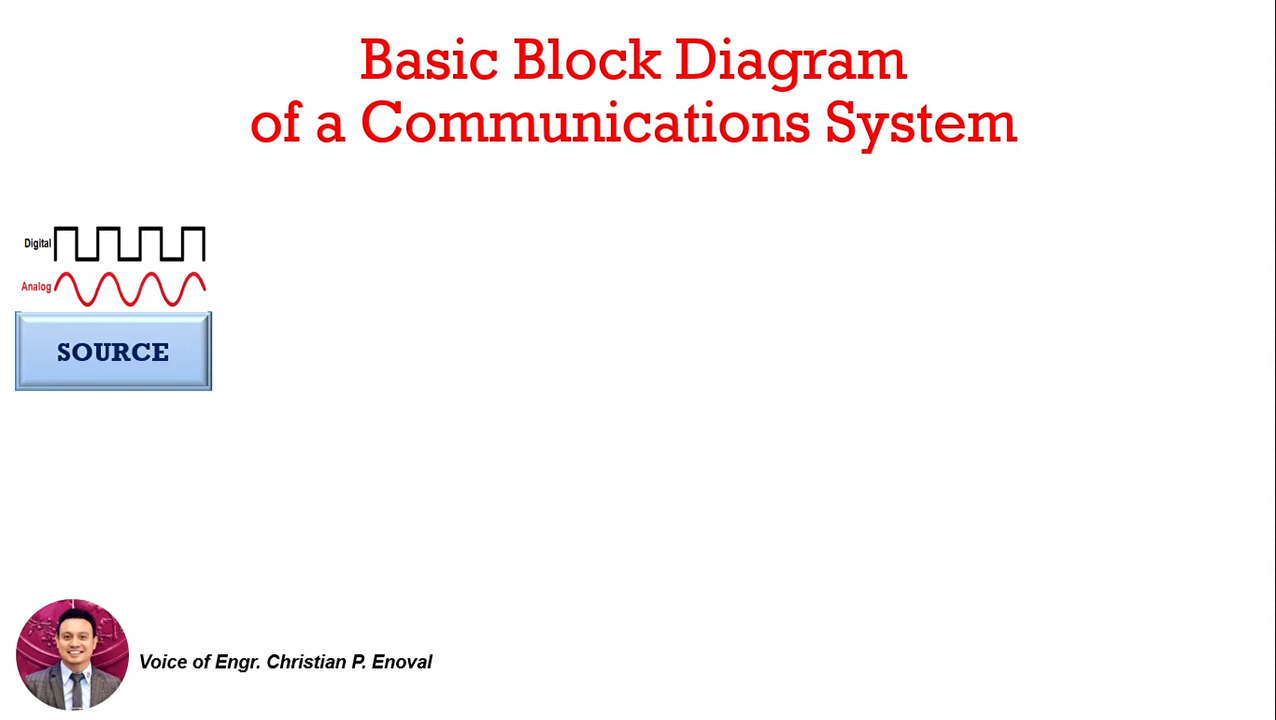 Basic Block Diagram
of a Communications System
Digital
Analog
SOURCE
Voice of Engr. Christian P. Enoval